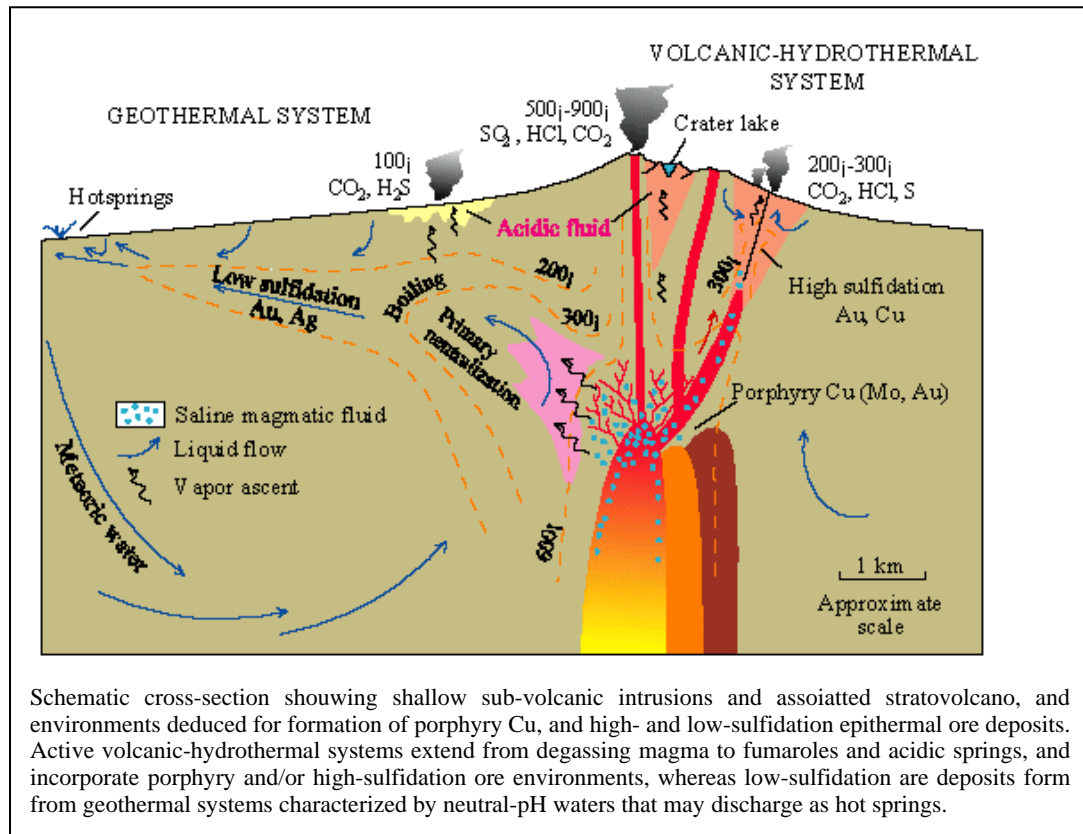 VOLCANIC-HYDROTHERMAL
SYSTEM
GEOTHERMAL SYSTEM
500¡-900¡
SO2 , HCl, CO2
Crater lake
100¡
CO2, H2S
200¡-300¡
CO2, HCl, S
Hotsprings
Acidic fluid
Low sulfidation
Au, Ag
Boiling
200¡
300¡
300¡
High sulfidation
Au, Cu
Primary
neutralization
Porphyry Cu (Mo, Au)
Saline magmatic fluid
Liquid flow
Vapor ascent
Meteoric water
600¡
1 km
Approximate
scale
Schematic cross-section shouwing shallow sub-volcanic intrusions and assoiatted stratovolcano, and
environments deduced for formation of porphyry Cu, and high- and low-sulfidation epithermal ore deposits.
Active volcanic-hydrothermal systems extend from degassing magma to fumaroles and acidic springs, and
incorporate porphyry and/or high-sulfidation ore environments, whereas low-sulfidation are deposits form
from geothermal systems characterized by neutral-pH waters that may discharge as hot springs.